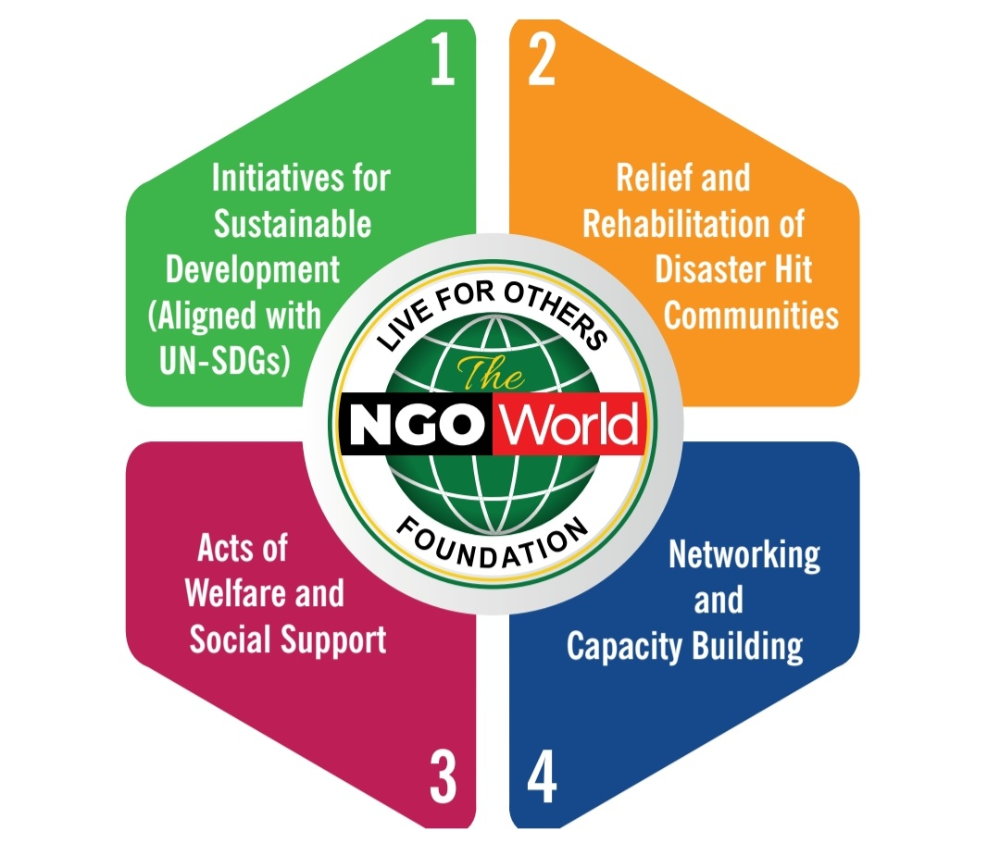 1
Initiatives for
Sustainable
Development
(Aligned with
UN-SDGs)
2
Relief and
Rehabilitation of
Disaster Hit
Communities
LIVE FOR OTHERS
The
NGO World
FOUNDATION
Acts of
Welfare and
Social Support
3
Networking
and
Capacity Building
4